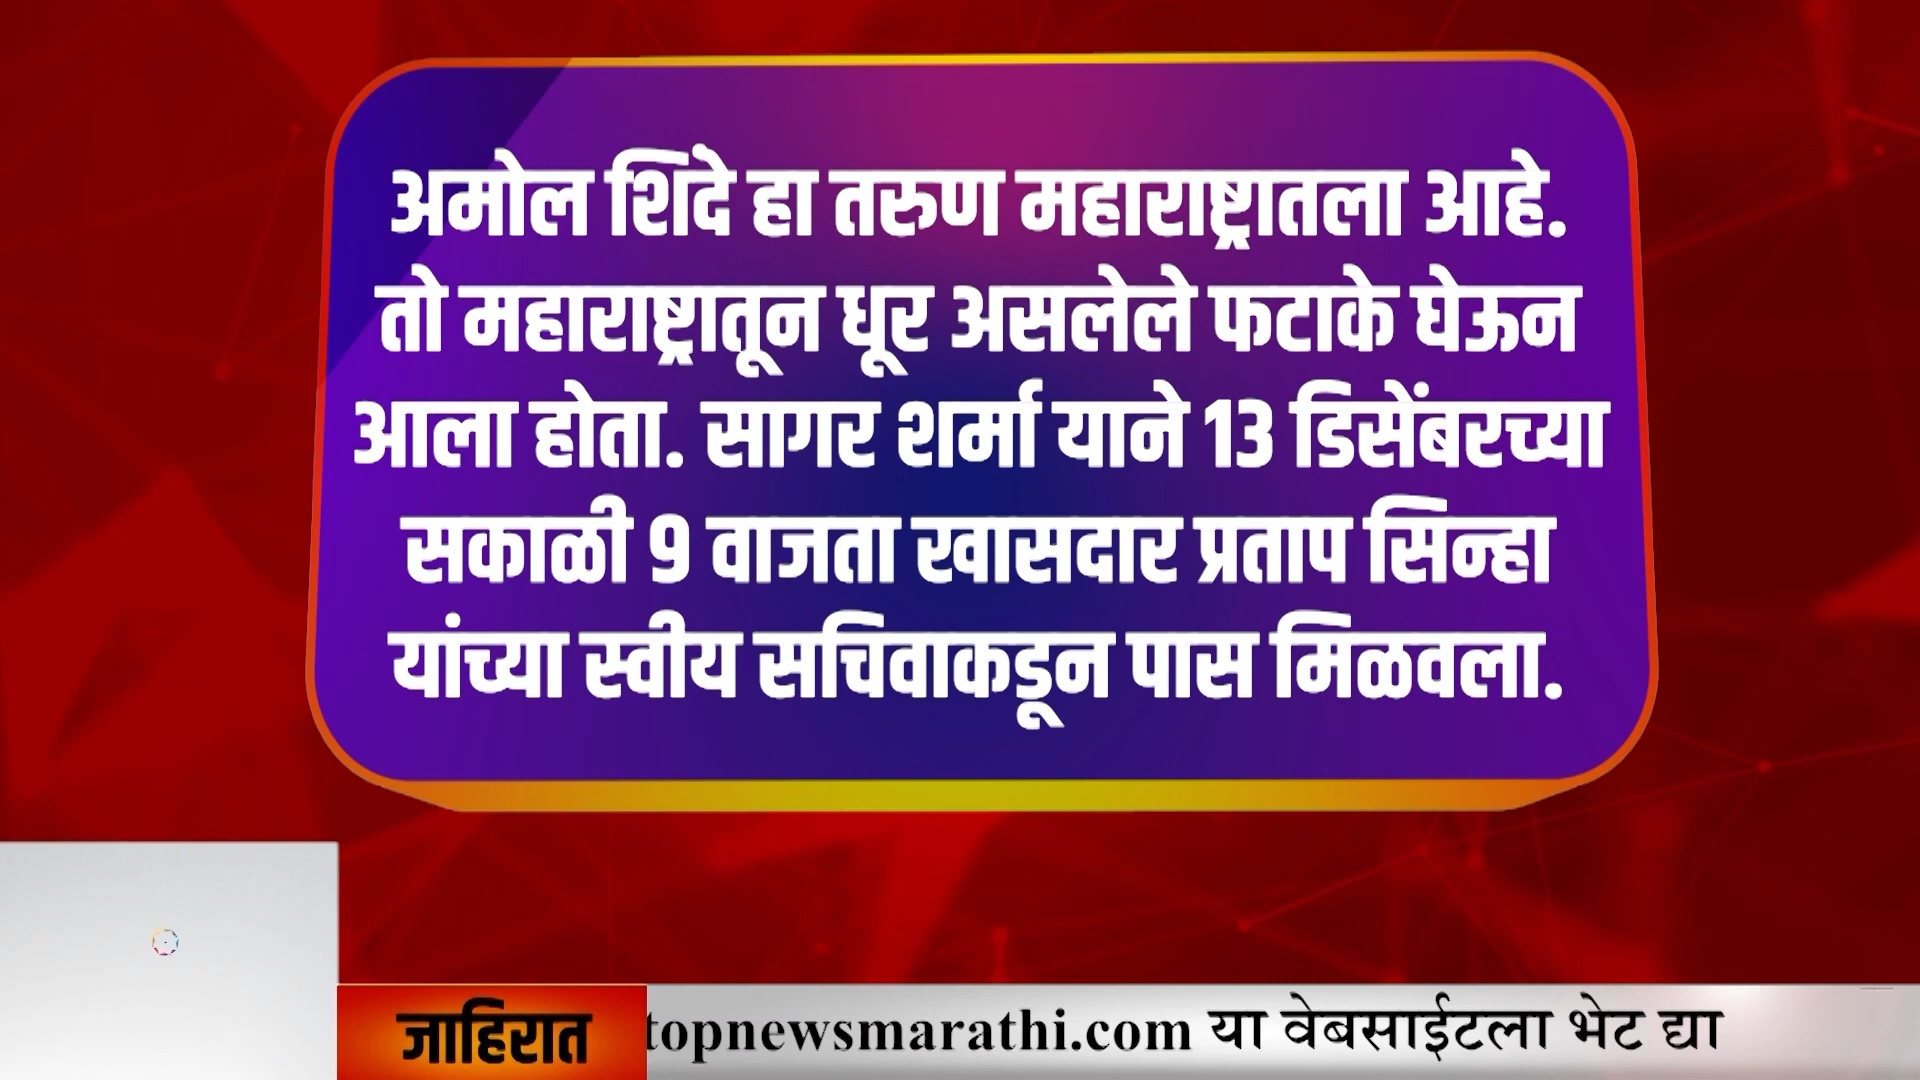 अमोल शिंदे हा तरुण महाराष्ट्रातला आहे.
तो महाराष्ट्रातून धूर असलेले फटाके घेऊन
आला होता. सागर शर्मा याने 13 डिसेंबरच्या
सकाळी 9 वाजता खासदार प्रताप सिन्हा
यांच्या स्वीय सचिवाकडून पास मिळवला.
जाहिरात topnewsmarathi.com या वेबसाईटला भेट द्या